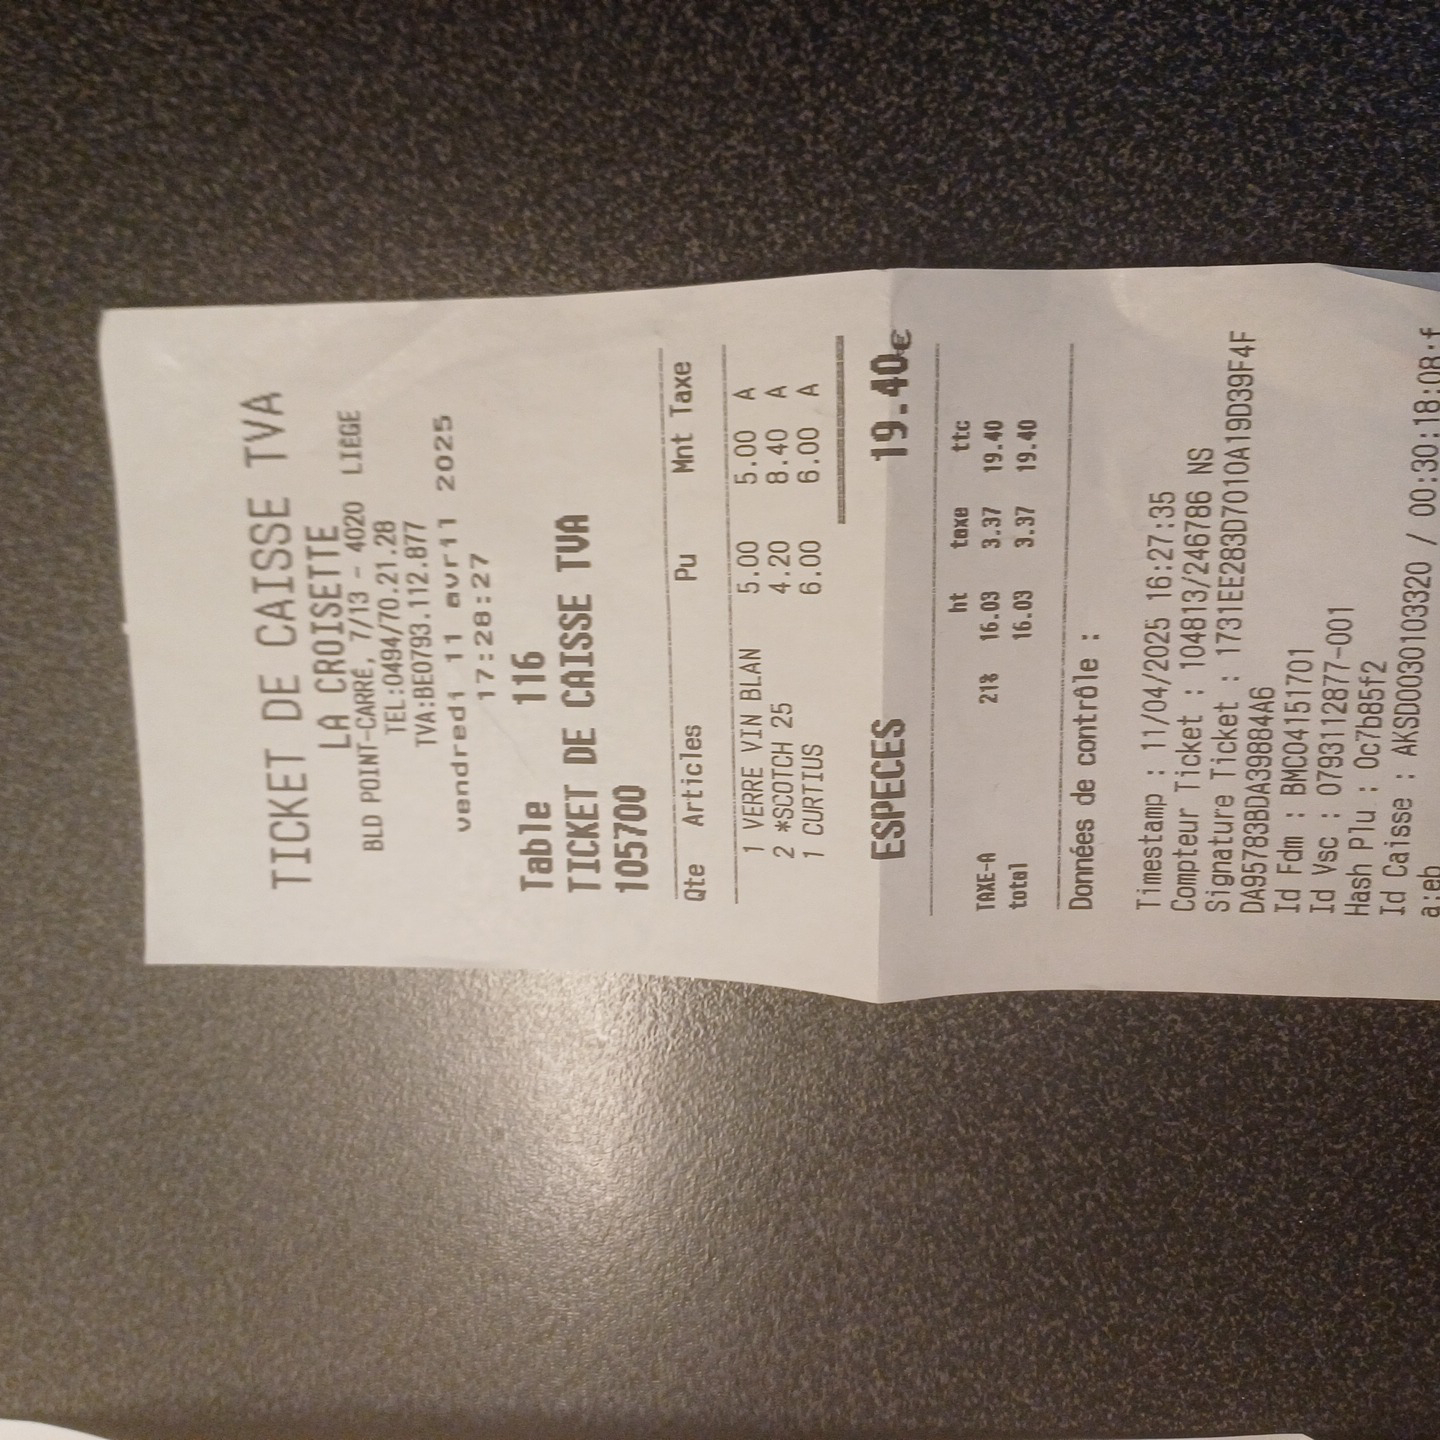 TICKET DE CAISSE TVA
LA CROISETTE
BLD POINT-CARRÉ, 7/13 - 4020 LIÈGE
TEL:0494/70.21.28
TVA:BE0793.112.877
vendredi 11 avril 2025
17:28:27
Table 116
TICKET DE CAISSE TVA
105700
Qte Articles Pu Mnt Taxe
1 VERRE VIN BLAN 5.00 5.00 A
2 *SCOTCH 25 4.20 8.40 A
1 CURTIUS 6.00 6.00 A
ESPECES 19.40€
ht taxe ttc
TAXE-A 21% 16.03 3.37 19.40
total 16.03 3.37 19.40
Données de contrôle :
Timestamp : 11/04/2025 16:27:35
Compteur Ticket : 104813/246786 NS
Signature Ticket : 1731EE283D7010A19D39F4F
DA95783BDA39884A6
Id Fdm : BMC04151701
Id Vsc : 0793112877-001
Hash Plu : 0c7b85f2
Id Caisse : AKSD00301033​20 / 00:30:18:08:f
a:eb